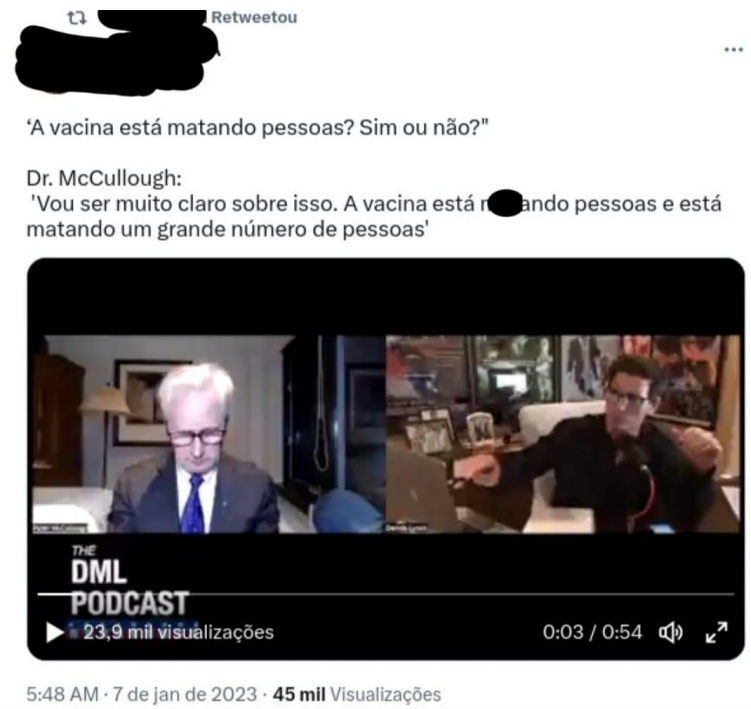 Retweetou
‘A vacina está matando pessoas? Sim ou não?"
Dr. McCullough:
'Vou ser muito claro sobre isso. A vacina está ando pessoas e está
matando um grande número de pessoas'
THE
DML
PODCAST
23,9 mil visualizações
0:03 / 0:54
5:48 AM · 7 de jan de 2023 · 45 mil Visualizações